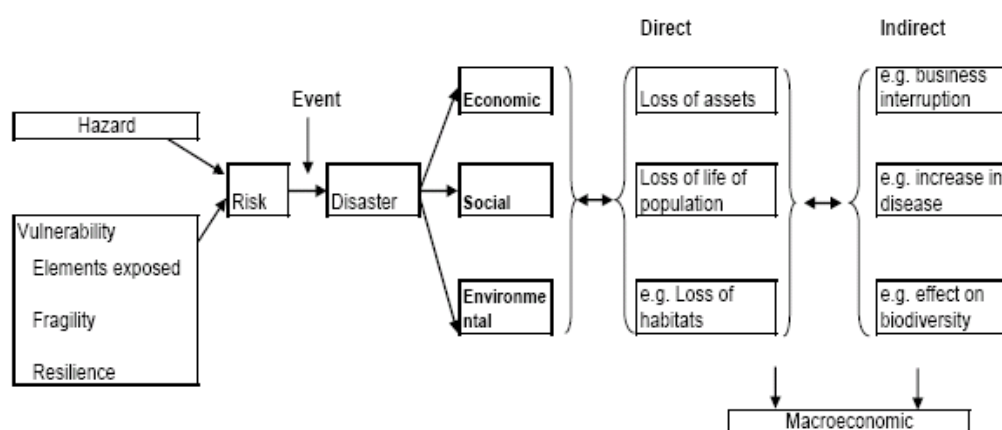 Direct
Indirect
Event
Hazard
Vulnerability
Elements exposed
Fragility
Resilience
Risk
Disaster
Economic
Social
Environme
ntal
Loss of assets
Loss of life of
population
e.g. Loss of
habitats
e.g. business
interruption
e.g. increase in
disease
e.g. effect on
biodiversity
Macroeconomic